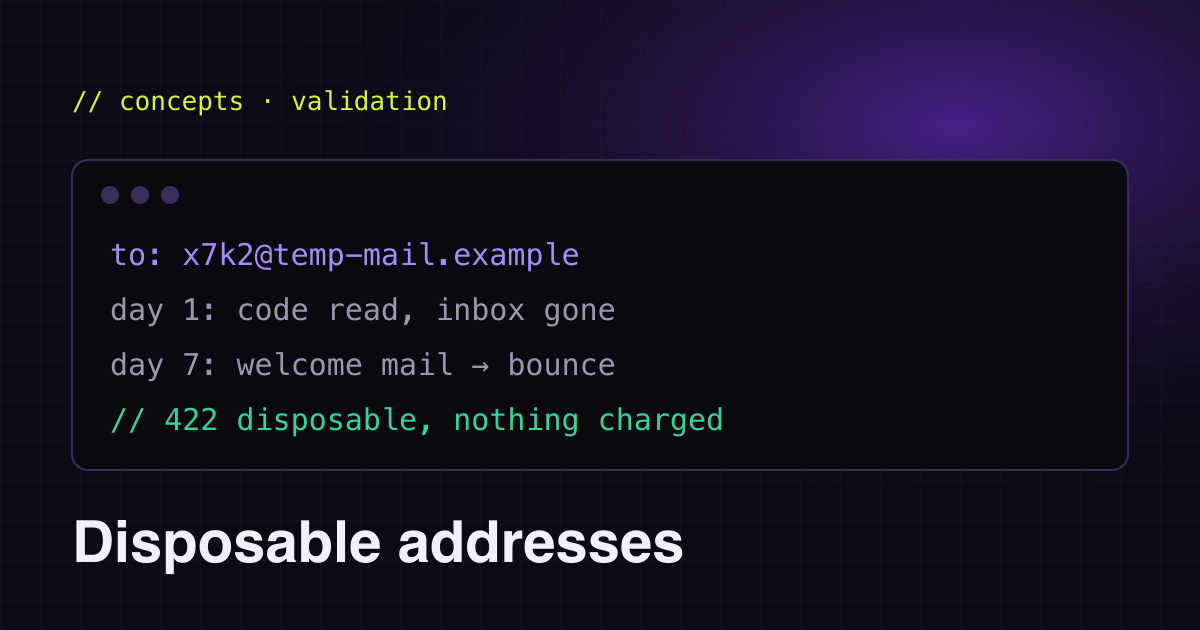 // concepts · validation
to: x7k2@temp-mail.example
day 1: code read, inbox gone
day 7: welcome mail → bounce
// 422 disposable, nothing charged
Disposable addresses